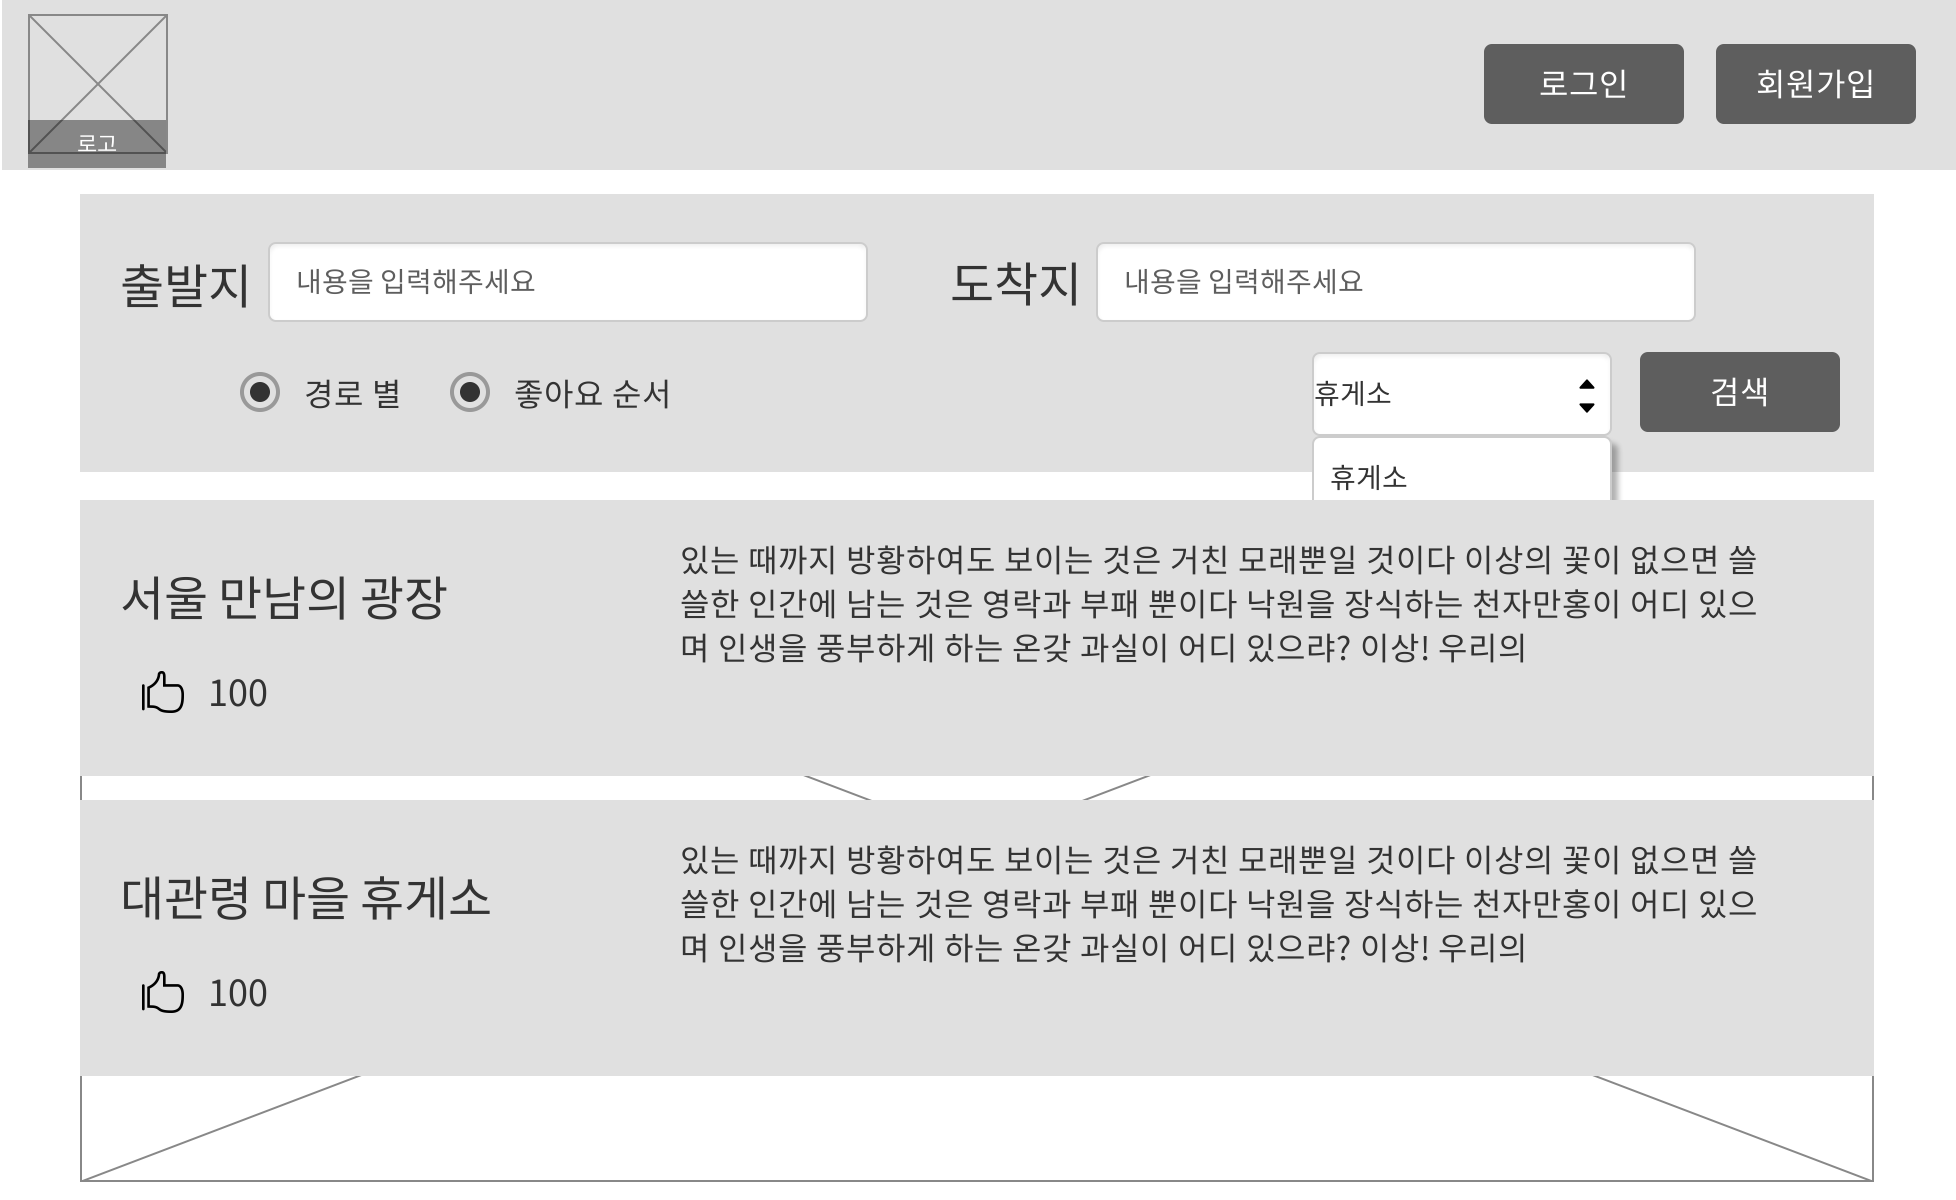 로고
로그인
회원가입
출발지
내용을 입력해주세요
도착지
내용을 입력해주세요
경로 별
좋아요 순서
휴게소
검색
휴게소
서울 만남의 광장
100
있는 때까지 방황하여도 보이는 것은 거친 모래뿐일 것이다 이상의 꽃이 없으면 쓸
쓸한 인간에 남는 것은 영락과 부패 뿐이다 낙원을 장식하는 천자만홍이 어디 있으
며 인생을 풍부하게 하는 온갖 과실이 어디 있으랴? 이상! 우리의
대관령 마을 휴게소
100
있는 때까지 방황하여도 보이는 것은 거친 모래뿐일 것이다 이상의 꽃이 없으면 쓸
쓸한 인간에 남는 것은 영락과 부패 뿐이다 낙원을 장식하는 천자만홍이 어디 있으
며 인생을 풍부하게 하는 온갖 과실이 어디 있으랴? 이상! 우리의